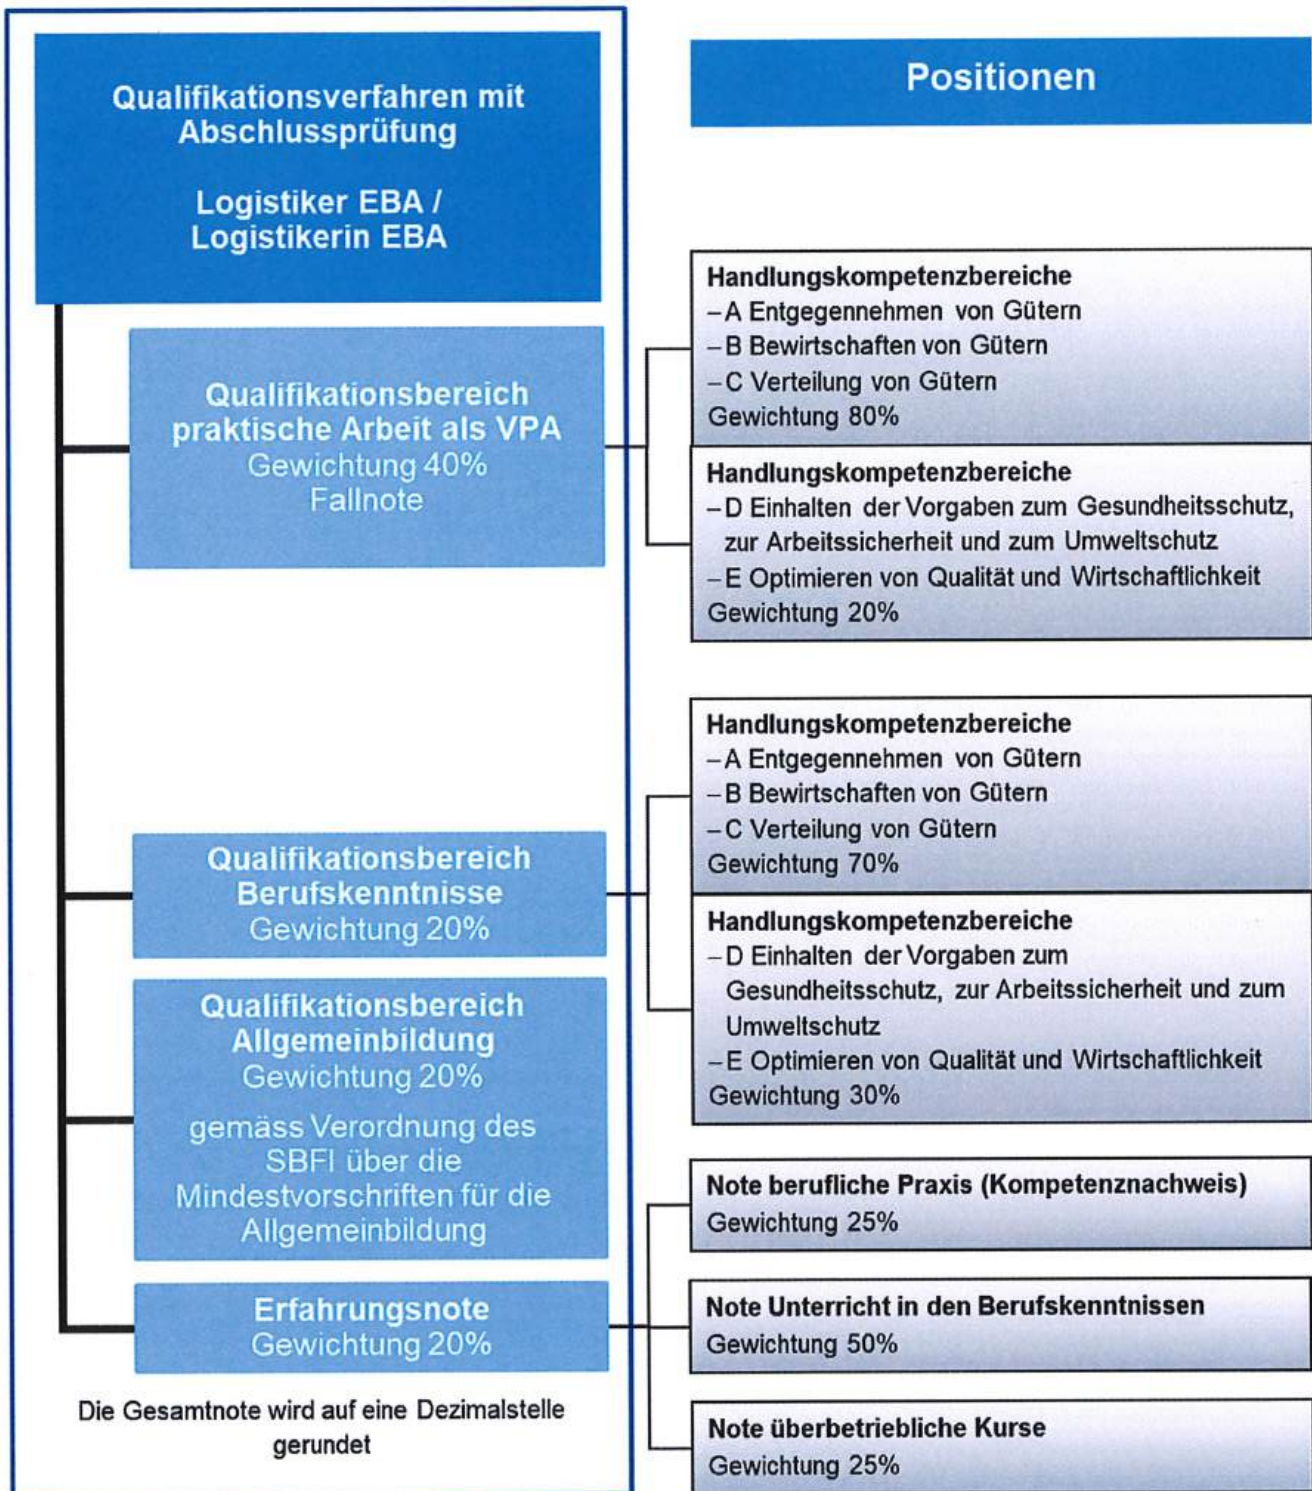 Qualifikationsverfahren mit
Abschlussprüfung
Logistiker EBA /
Logistikerin EBA
Qualifikationsbereich
praktische Arbeit als VPA
Gewichtung 40%
Fallnote
Qualifikationsbereich
Berufskenntnisse
Gewichtung 20%
Qualifikationsbereich
Allgemeinbildung
Gewichtung 20%
gemäss Verordnung des
SBFI über die
Mindestvorschriften für die
Allgemeinbildung
Erfahrungsnote
Gewichtung 20%
Die Gesamtnote wird auf eine Dezimalstelle
gerundet
Positionen
Handlungskompetenzbereiche
– A Entgegennehmen von Gütern
– B Bewirtschaften von Gütern
– C Verteilung von Gütern
Gewichtung 80%
Handlungskompetenzbereiche
– D Einhalten der Vorgaben zum Gesundheitsschutz,
zur Arbeitssicherheit und zum Umweltschutz
– E Optimieren von Qualität und Wirtschaftlichkeit
Gewichtung 20%
Handlungskompetenzbereiche
– A Entgegennehmen von Gütern
– B Bewirtschaften von Gütern
– C Verteilung von Gütern
Gewichtung 70%
Handlungskompetenzbereiche
– D Einhalten der Vorgaben zum
Gesundheitsschutz, zur Arbeitssicherheit und zum
Umweltschutz
– E Optimieren von Qualität und Wirtschaftlichkeit
Gewichtung 30%
Note berufliche Praxis (Kompetenznachweis)
Gewichtung 25%
Note Unterricht in den Berufskenntnissen
Gewichtung 50%
Note überbetriebliche Kurse
Gewichtung 25%